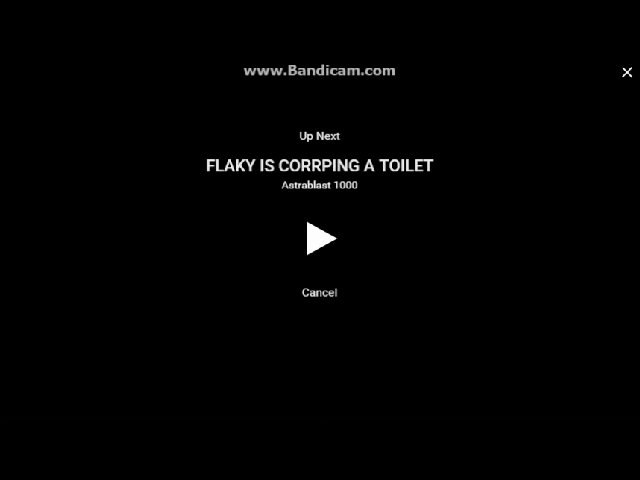 www.Bandicam.com
Up Next
FLAKY IS CORRPING A TOILET
Astrablast 1000
Cancel